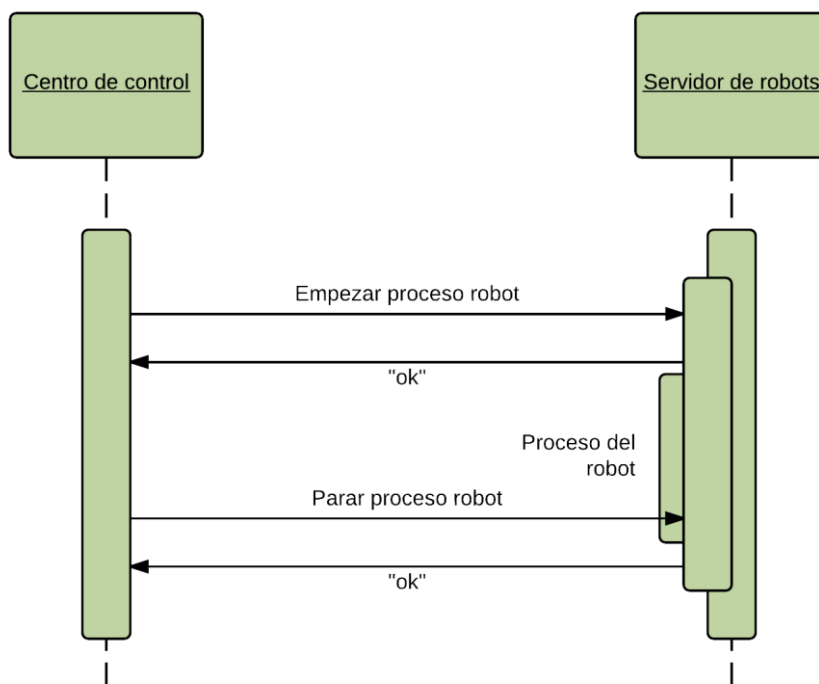 Centro de control
Servidor de robots
Empezar proceso robot
"ok"
Proceso del
robot
Parar proceso robot
"ok"